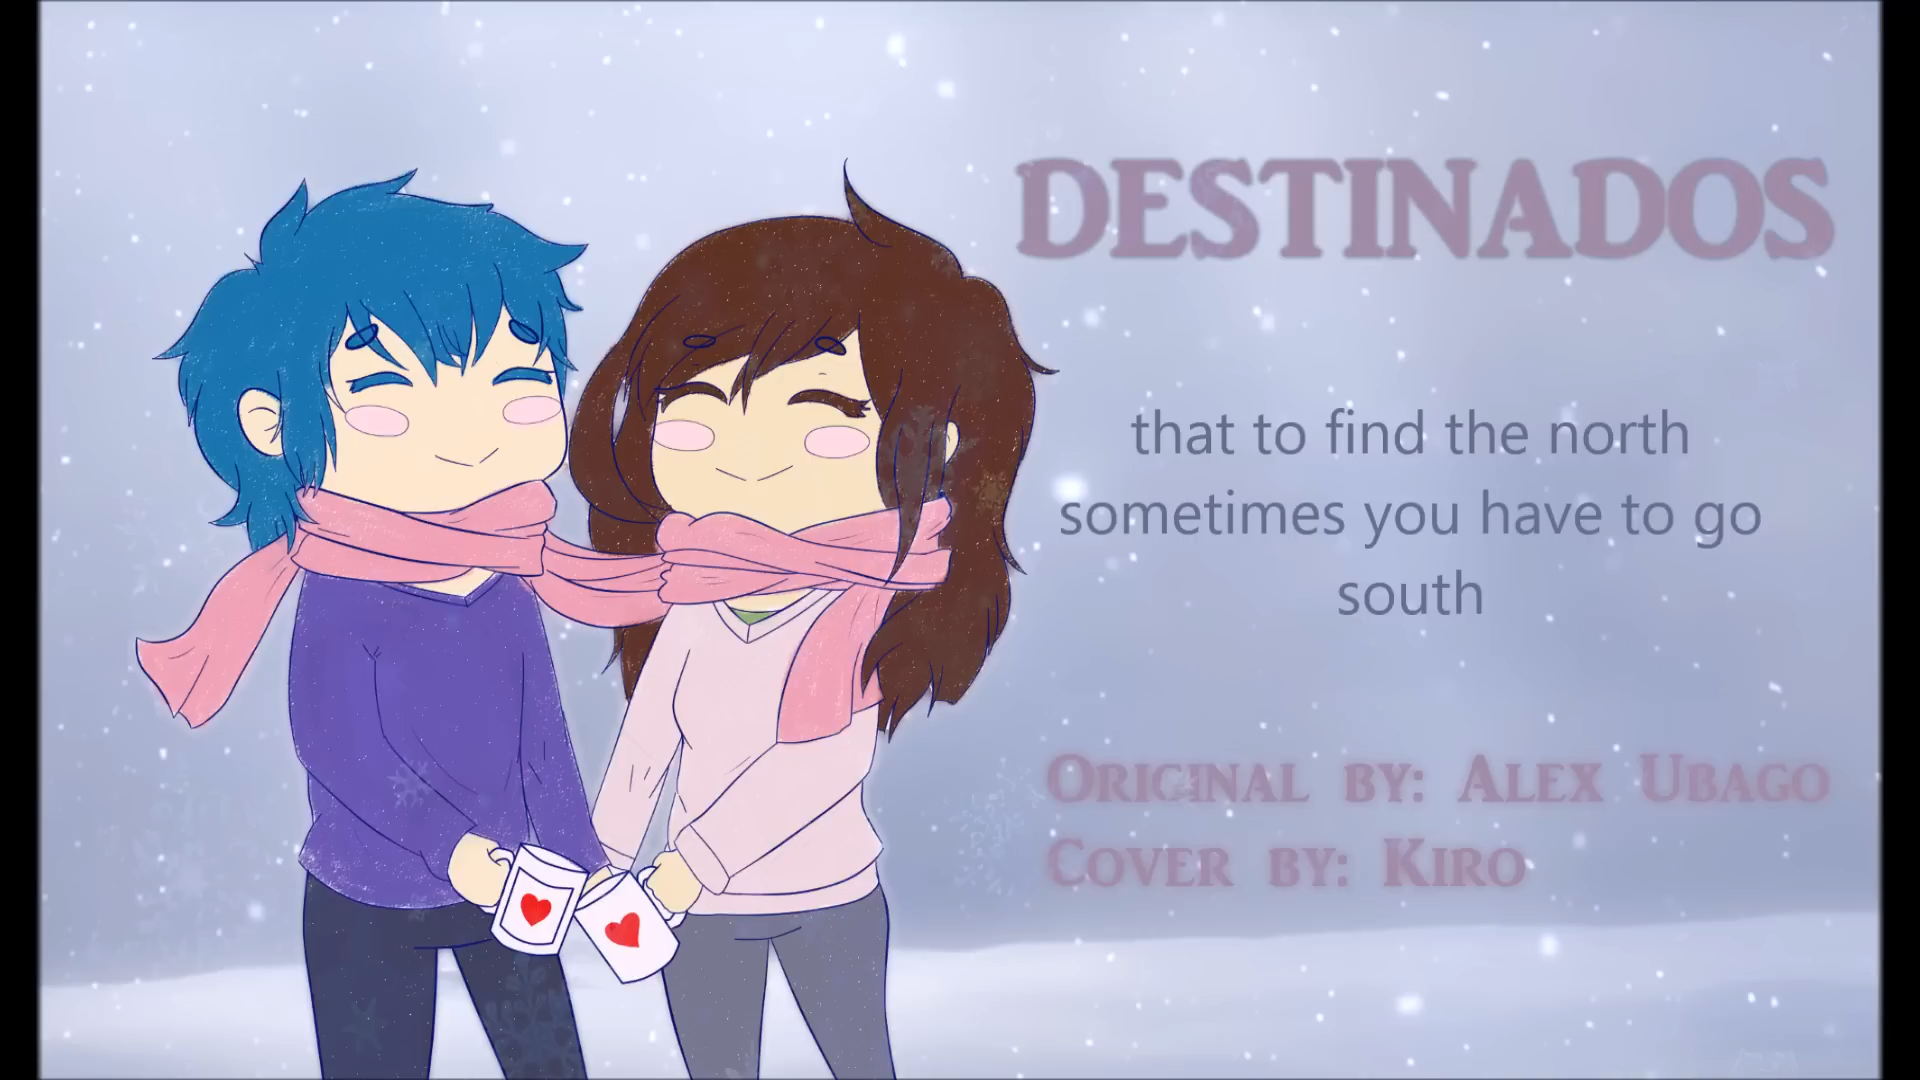 DESTINADOS
that to find the north
sometimes you have to go
south
ORIGINAL BY: ALEX UBAGO
COVER BY: KIRO